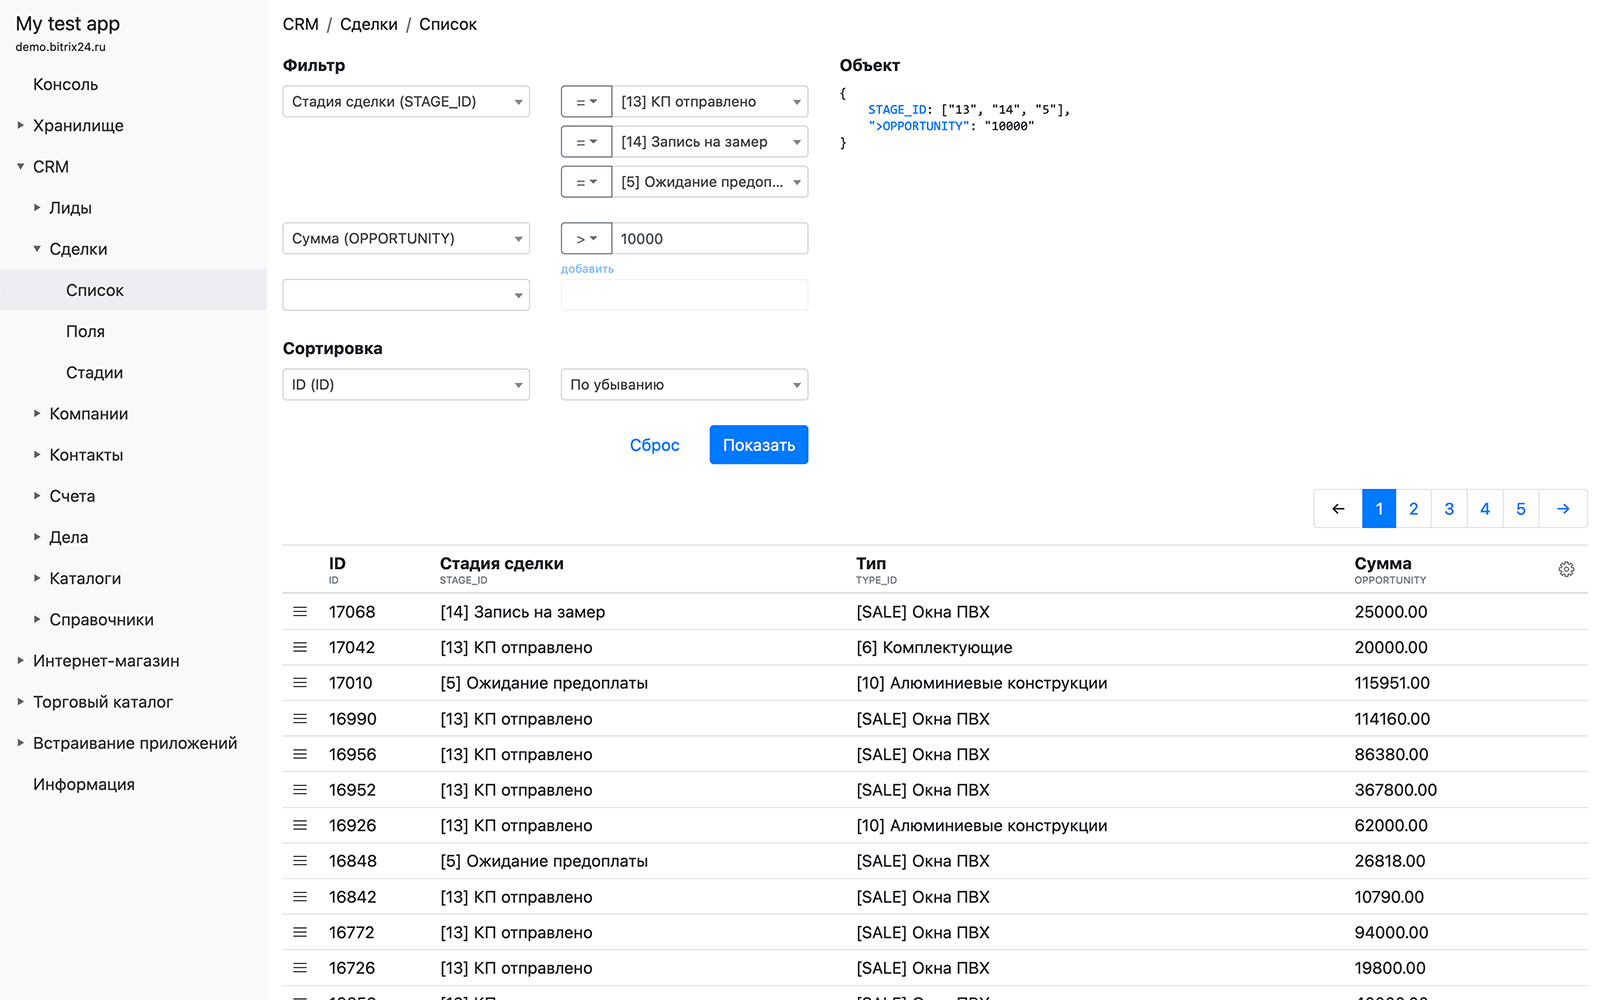 My test app
demo.bitrix24.ru
Консоль
Хранилище
CRM
Лиды
Сделки
Список
Поля
Стадии
Компании
Контакты
Счета
Дела
Каталоги
Справочники
Интернет-магазин
Торговый каталог
Встраивание приложений
Информация
CRM / Сделки / Список
Фильтр
Стадия сделки (STAGE_ID) = [13] КП отправлено
= [14] Запись на замер
= [5] Ожидание предоп...
Сумма (OPPORTUNITY) > 10000
добавить
Сортировка
ID (ID) По убыванию
Сброс Показать
Объект
{
STAGE_ID: ["13", "14", "5"],
">OPPORTUNITY": "10000"
}
← 1 2 3 4 5 →
ID Стадия сделки Тип Сумма
ID STAGE_ID TYPE_ID OPPORTUNITY
17068 [14] Запись на замер [SALE] Окна ПВХ 25000.00
17042 [13] КП отправлено [6] Комплектующие 20000.00
17010 [5] Ожидание предоплаты [10] Алюминиевые конструкции 115951.00
16990 [13] КП отправлено [SALE] Окна ПВХ 114160.00
16956 [13] КП отправлено [SALE] Окна ПВХ 86380.00
16952 [13] КП отправлено [SALE] Окна ПВХ 367800.00
16926 [13] КП отправлено [10] Алюминиевые конструкции 62000.00
16848 [5] Ожидание предоплаты [SALE] Окна ПВХ 26818.00
16842 [13] КП отправлено [SALE] Окна ПВХ 10790.00
16772 [13] КП отправлено [SALE] Окна ПВХ 94000.00
16726 [13] КП отправлено [SALE] Окна ПВХ 19800.00